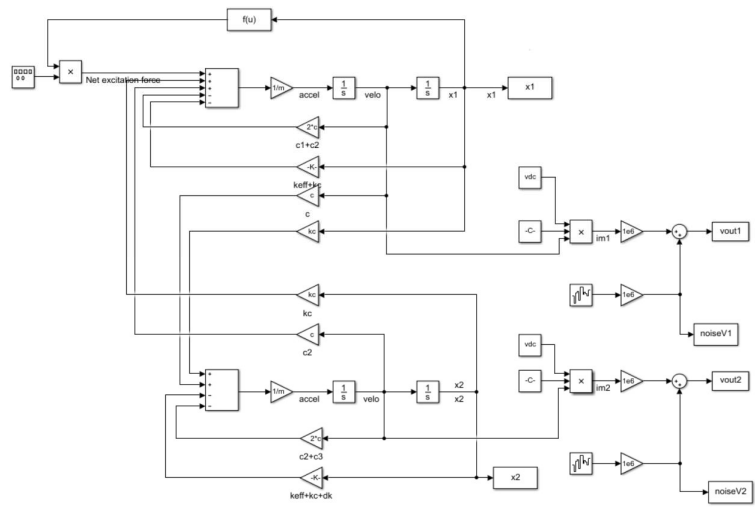 f(u)
×
Net excitation force
+
+
+
−
−
1/m
accel
1
s
velo
1
s
x1
x1
x1
2*c
c1+c2
-K-
keff+kc
c
c
kc
vdc
-C-
×
im1
1e6
+
+
vout1
1e6
noiseV1
kc
kc
c
c2
+
+
−
−
1/m
accel
1
s
velo
1
s
x2
x2
2*c
c2+c3
-K-
keff+kc+dk
x2
vdc
-C-
×
im2
1e6
+
+
vout2
1e6
noiseV2